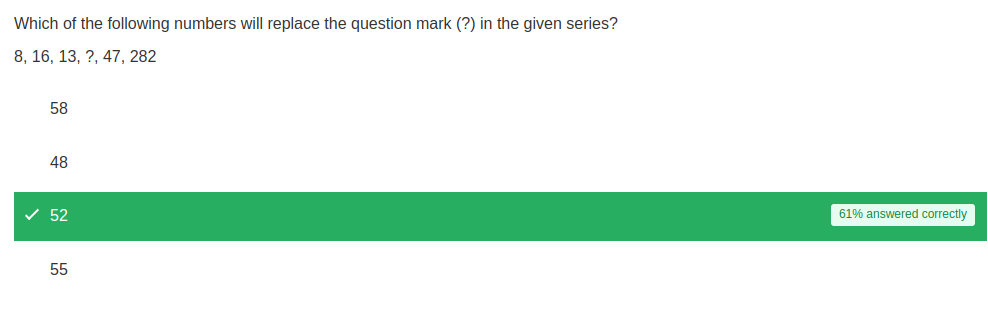 Which of the following numbers will replace the question mark (?) in the given series?
8, 16, 13, ?, 47, 282
58
48
52 61% answered correctly
55